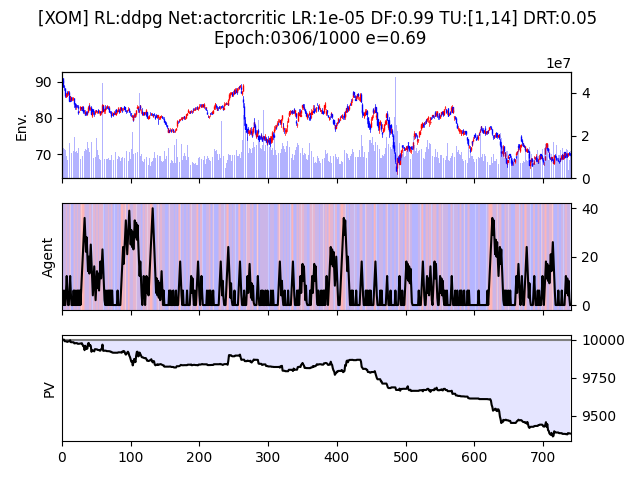 [XOM] RL:ddpg Net:actorcritic LR:1e-05 DF:0.99 TU:[1,14] DRT:0.05
Epoch:0306/1000 e=0.69
1e7
90
80
70
Env.
4
2
0
Agent
40
20
0
PV
10000
9750
9500
0 100 200 300 400 500 600 700